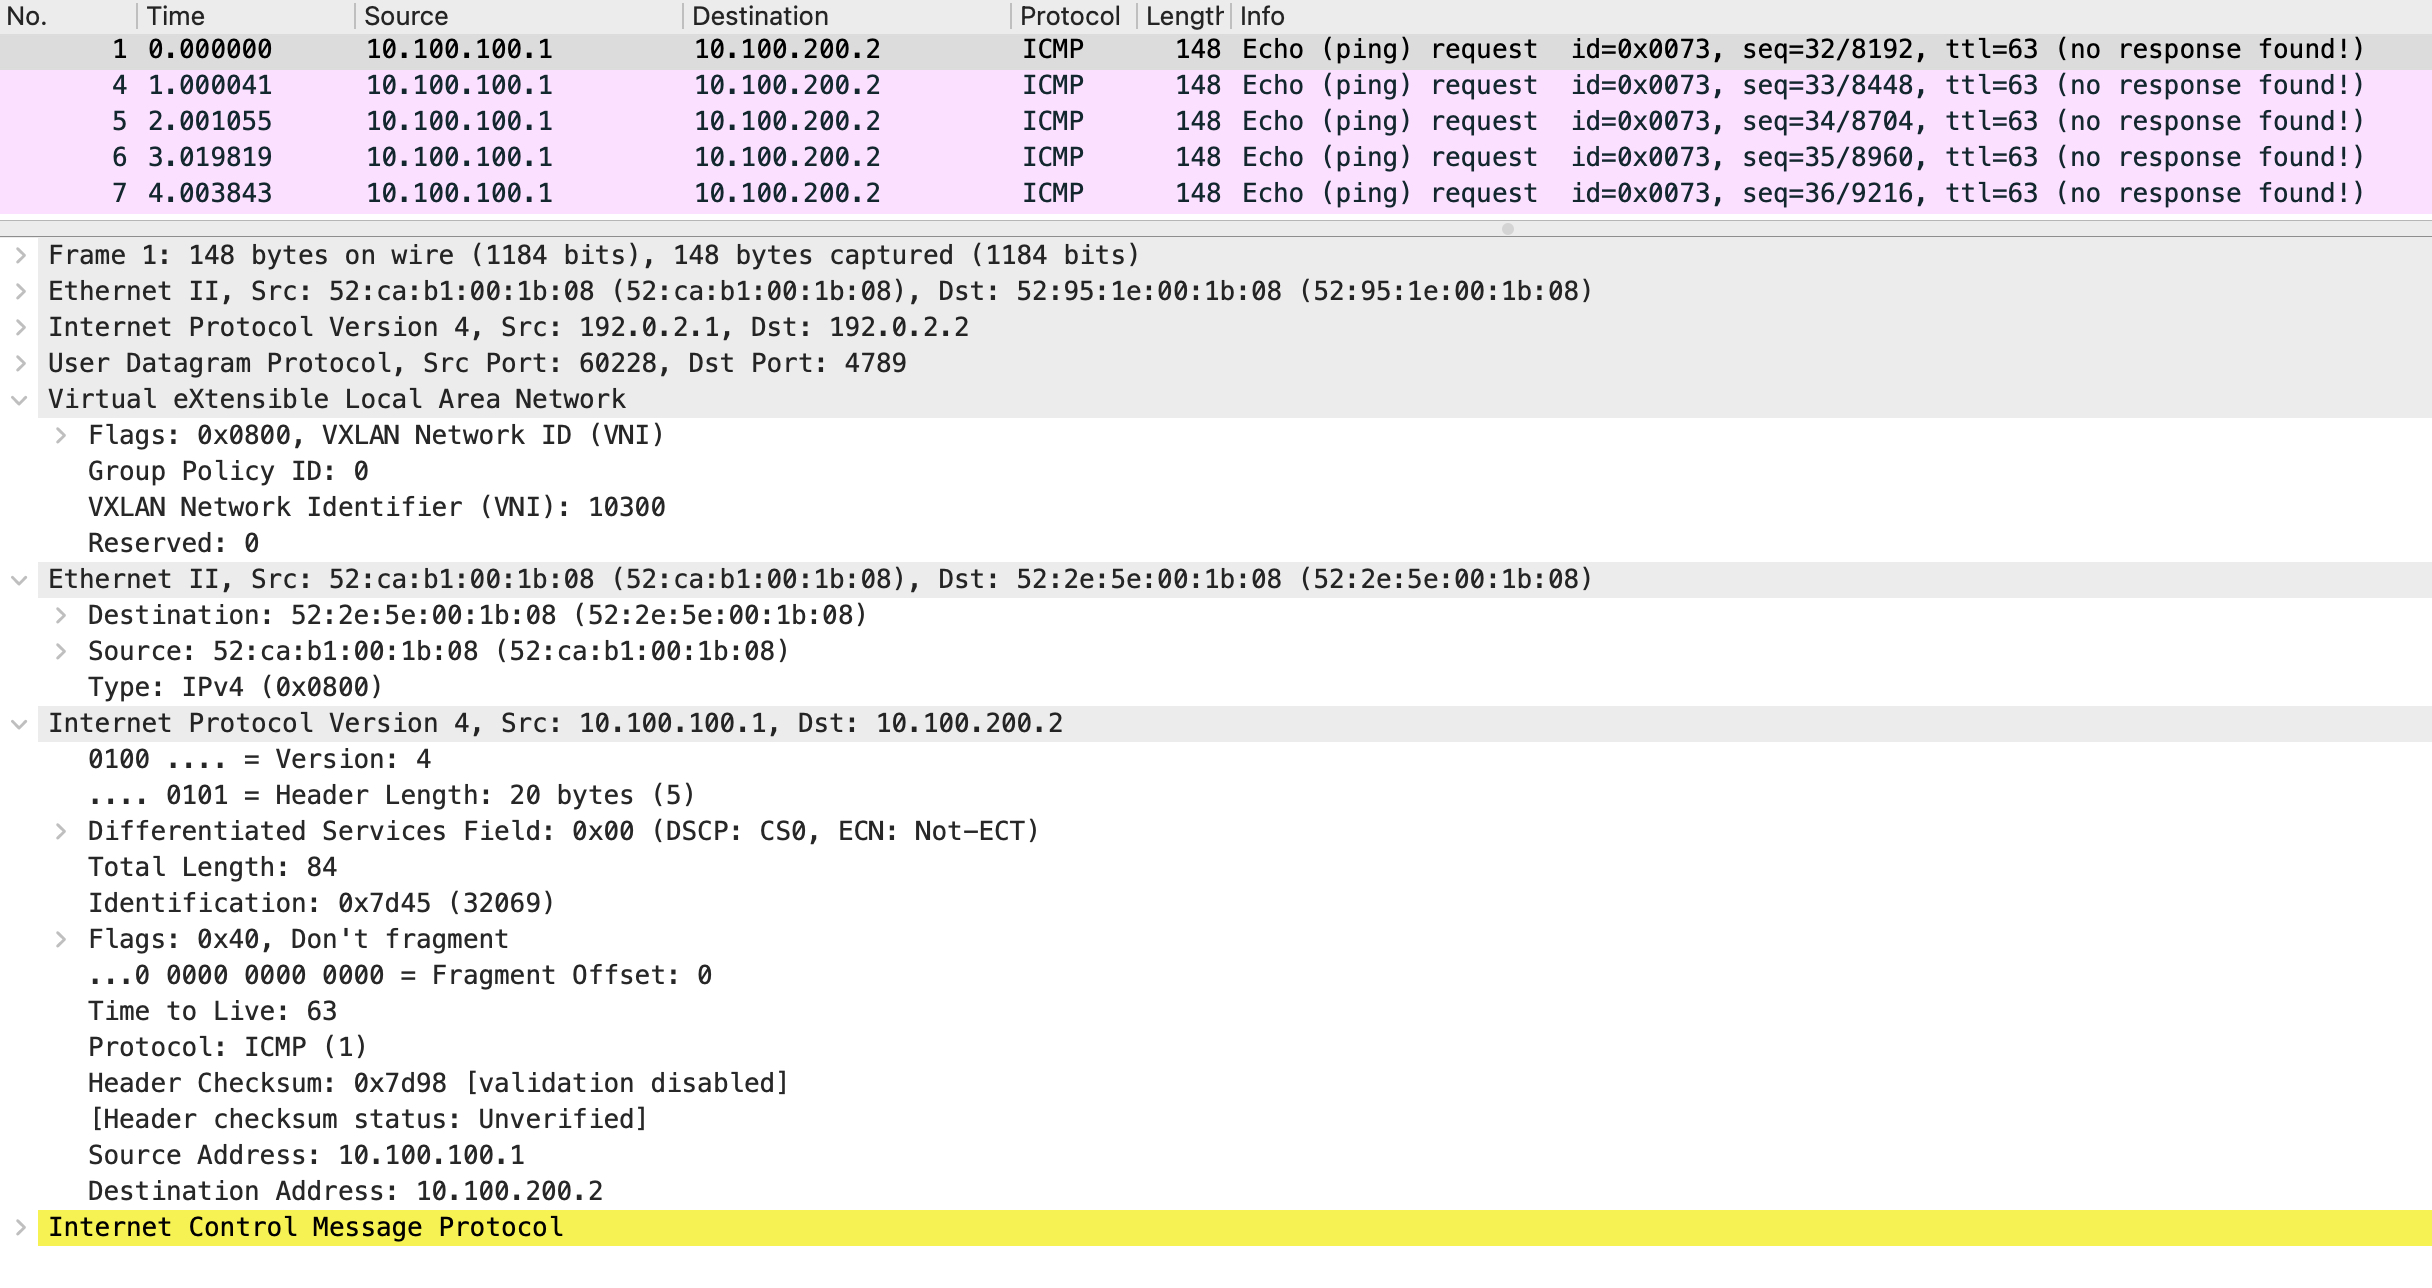 No. Time Source Destination Protocol Length Info
1 0.000000 10.100.100.1 10.100.200.2 ICMP 148 Echo (ping) request id=0x0073, seq=32/8192, ttl=63 (no response found!)
4 1.000041 10.100.100.1 10.100.200.2 ICMP 148 Echo (ping) request id=0x0073, seq=33/8448, ttl=63 (no response found!)
5 2.001055 10.100.100.1 10.100.200.2 ICMP 148 Echo (ping) request id=0x0073, seq=34/8704, ttl=63 (no response found!)
6 3.019819 10.100.100.1 10.100.200.2 ICMP 148 Echo (ping) request id=0x0073, seq=35/8960, ttl=63 (no response found!)
7 4.003843 10.100.100.1 10.100.200.2 ICMP 148 Echo (ping) request id=0x0073, seq=36/9216, ttl=63 (no response found!)
Frame 1: 148 bytes on wire (1184 bits), 148 bytes captured (1184 bits)
Ethernet II, Src: 52:ca:b1:00:1b:08 (52:ca:b1:00:1b:08), Dst: 52:95:1e:00:1b:08 (52:95:1e:00:1b:08)
Internet Protocol Version 4, Src: 192.0.2.1, Dst: 192.0.2.2
User Datagram Protocol, Src Port: 60228, Dst Port: 4789
Virtual eXtensible Local Area Network
Flags: 0x0800, VXLAN Network ID (VNI)
Group Policy ID: 0
VXLAN Network Identifier (VNI): 10300
Reserved: 0
Ethernet II, Src: 52:ca:b1:00:1b:08 (52:ca:b1:00:1b:08), Dst: 52:2e:5e:00:1b:08 (52:2e:5e:00:1b:08)
Destination: 52:2e:5e:00:1b:08 (52:2e:5e:00:1b:08)
Source: 52:ca:b1:00:1b:08 (52:ca:b1:00:1b:08)
Type: IPv4 (0x0800)
Internet Protocol Version 4, Src: 10.100.100.1, Dst: 10.100.200.2
0100 .... = Version: 4
.... 0101 = Header Length: 20 bytes (5)
Differentiated Services Field: 0x00 (DSCP: CS0, ECN: Not-ECT)
Total Length: 84
Identification: 0x7d45 (32069)
Flags: 0x40, Don't fragment
...0 0000 0000 0000 = Fragment Offset: 0
Time to Live: 63
Protocol: ICMP (1)
Header Checksum: 0x7d98 [validation disabled]
[Header checksum status: Unverified]
Source Address: 10.100.100.1
Destination Address: 10.100.200.2
Internet Control Message Protocol